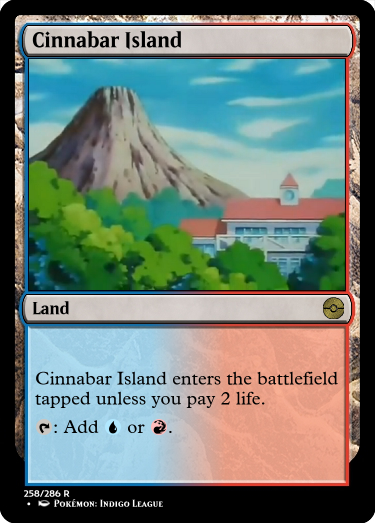 Cinnabar Island
Land
Cinnabar Island enters the battlefield
tapped unless you pay 2 life.
: Add or .
258/286 R
• Pokémon: Indigo League